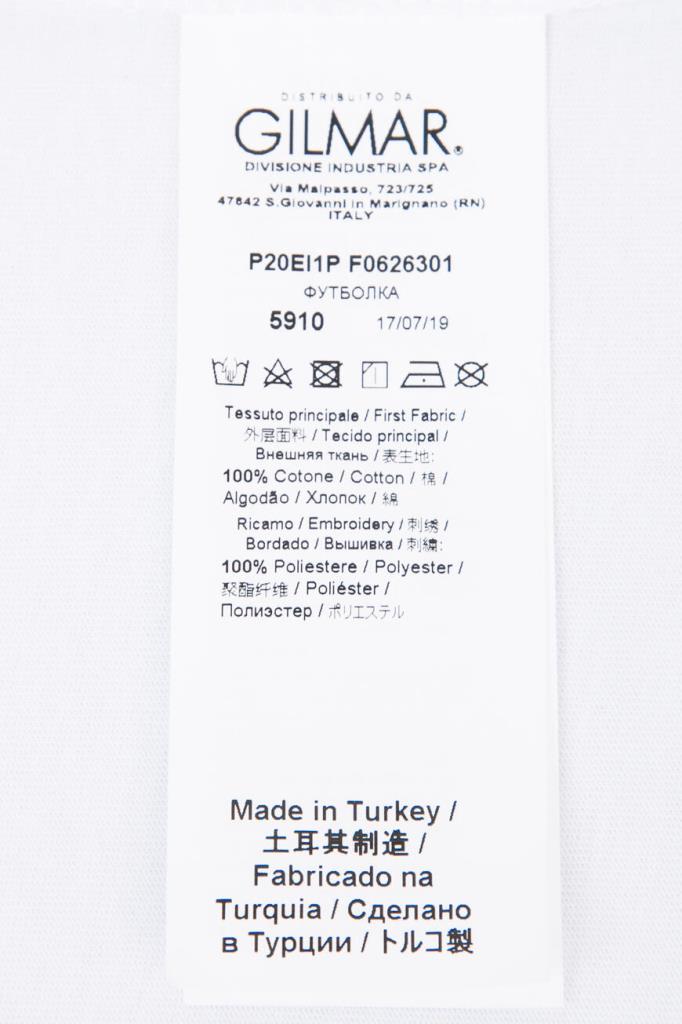 DISTRIBUITO DA
GILMAR®
DIVISIONE INDUSTRIA SPA
Via Malpasso, 723/725
47842 S.Giovanni in Marignano (RN)
ITALY
P20EI1P F0626301
ФУТБОЛКА
5910 17/07/19
Tessuto principale / First Fabric /
外层面料 / Tecido principal /
Внешняя ткань / 表生地:
100% Cotone / Cotton / 棉 /
Algodão / Хлопок / 綿
Ricamo / Embroidery / 刺绣 /
Bordado / Вышивка / 刺繍:
100% Poliestere / Polyester /
聚酯纤维 / Poliéster /
Полиэстер / ポリエステル
Made in Turkey /
土耳其制造 /
Fabricado na
Turquia / Сделано
в Турции / トルコ製